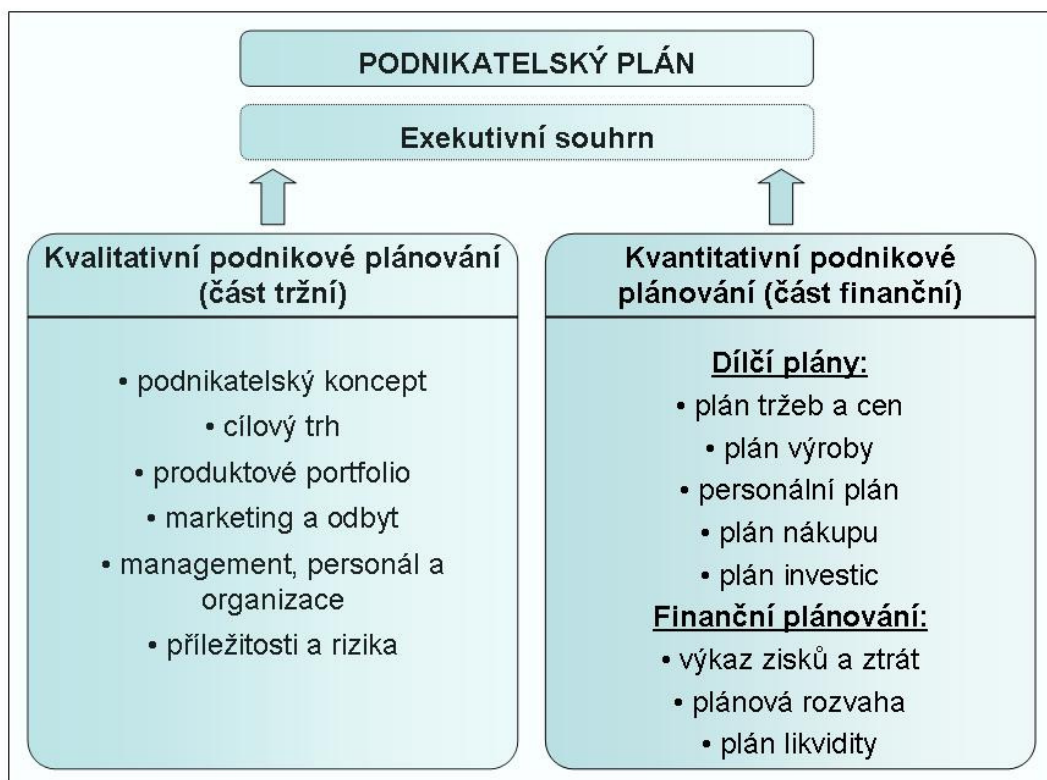 PODNIKATELSKÝ PLÁN
Exekutivní souhrn
Kvalitativní podnikové plánování
(část tržní)
• podnikatelský koncept
• cílový trh
• produktové portfolio
• marketing a odbyt
• management, personál a
organizace
• příležitosti a rizika
Kvantitativní podnikové
plánování (část finanční)
Dílčí plány:
• plán tržeb a cen
• plán výroby
• personální plán
• plán nákupu
• plán investic
Finanční plánování:
• výkaz zisků a ztrát
• plánová rozvaha
• plán likvidity